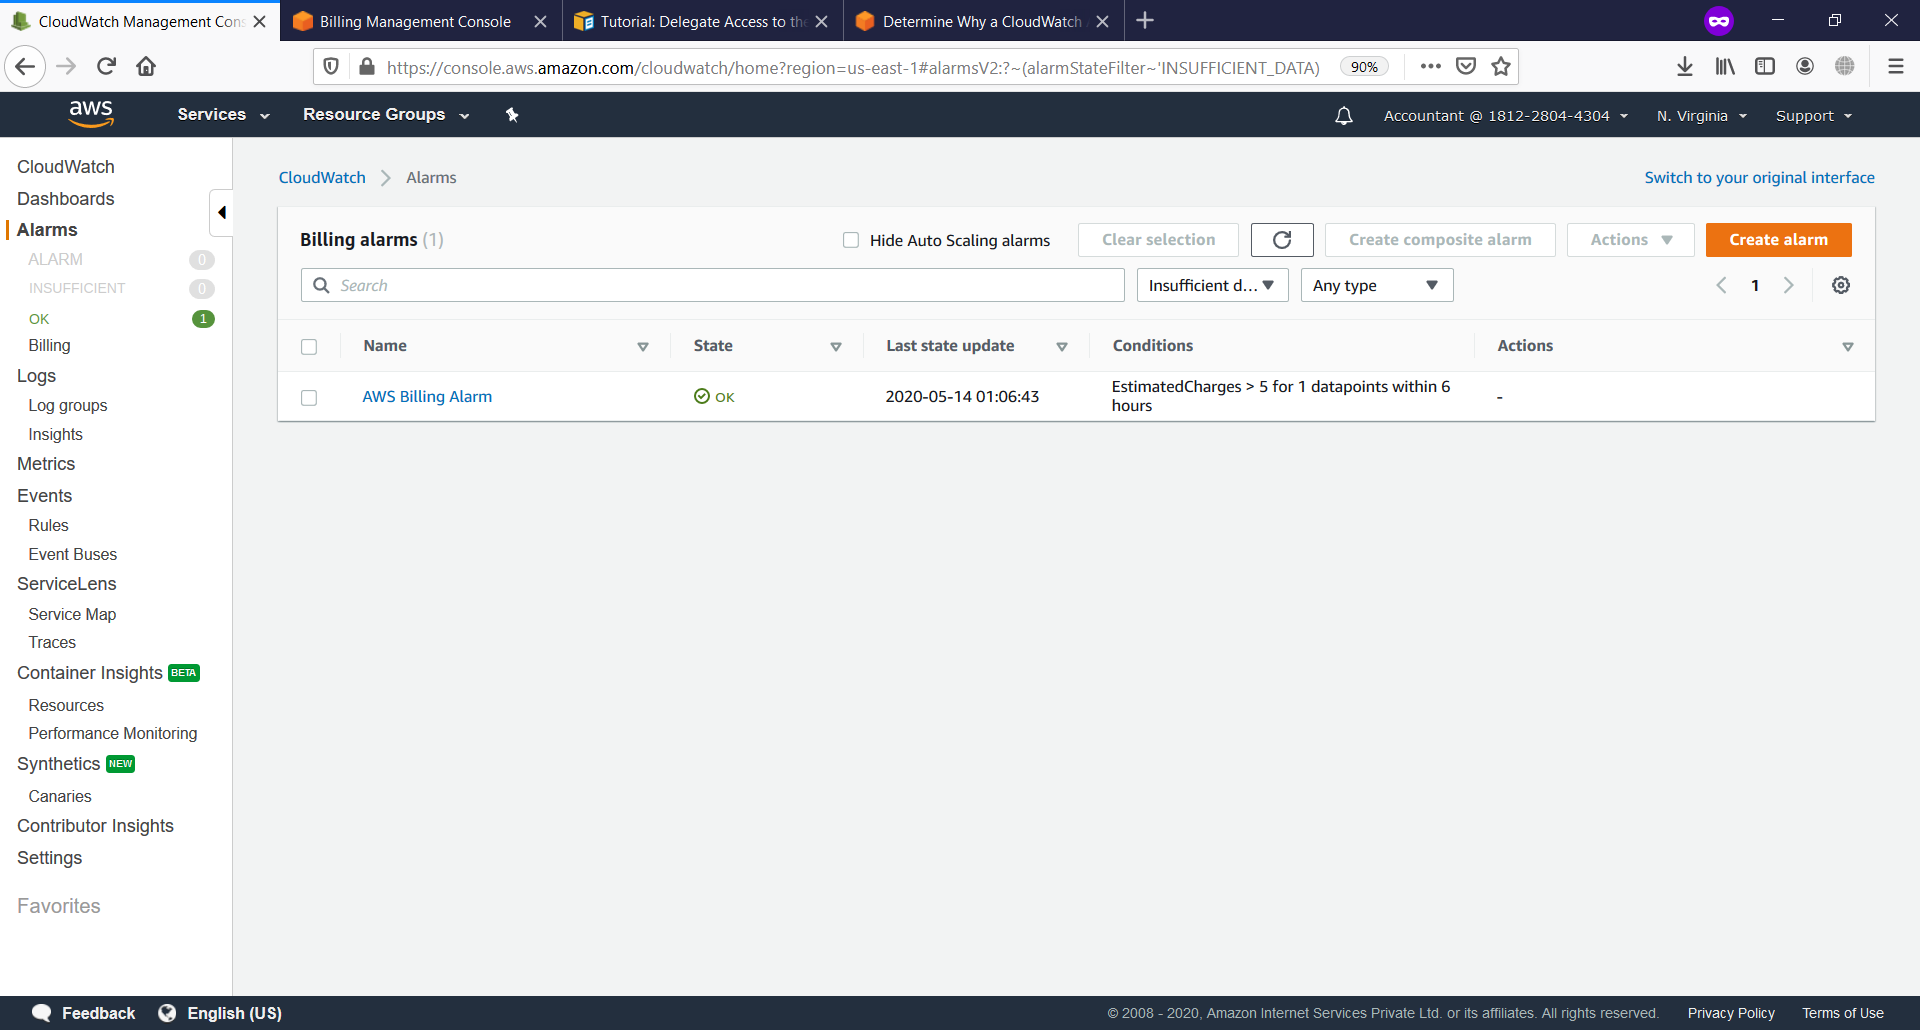 CloudWatch Management Cons
Billing Management Console
Tutorial: Delegate Access to the
Determine Why a CloudWatch
https://console.aws.amazon.com/cloudwatch/home?region=us-east-1#alarmsV2:?~(alarmStateFilter~'INSUFFICIENT_DATA)
90%
aws
Services
Resource Groups
Accountant @ 1812-2804-4304
N. Virginia
Support
CloudWatch
Dashboards
Alarms
ALARM 0
INSUFFICIENT 0
OK 1
Billing
Logs
Log groups
Insights
Metrics
Events
Rules
Event Buses
ServiceLens
Service Map
Traces
Container Insights BETA
Resources
Performance Monitoring
Synthetics NEW
Canaries
Contributor Insights
Settings
Favorites
CloudWatch > Alarms
Switch to your original interface
Billing alarms (1)
Hide Auto Scaling alarms
Clear selection
Create composite alarm
Actions
Create alarm
Search
Insufficient d...
Any type
1
Name State Last state update Conditions Actions
AWS Billing Alarm OK 2020-05-14 01:06:43 EstimatedCharges > 5 for 1 datapoints within 6
hours
-
Feedback
English (US)
© 2008 - 2020, Amazon Internet Services Private Ltd. or its affiliates. All rights reserved.
Privacy Policy
Terms of Use